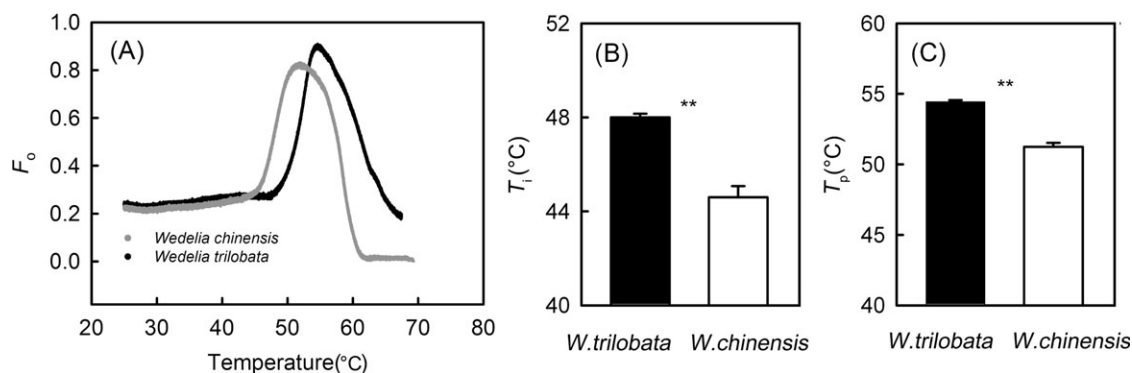 (A)
1.0
0.8
0.6
0.4
0.2
0.0
Fo
Wedelia chinensis
Wedelia trilobata
20 30 40 50 60 70 80
Temperature(°C)
(B)
52
48
44
40
Ti(°C)
**
W.trilobata W.chinensis
(C)
60
55
50
45
40
Tp(°C)
**
W.trilobata W.chinensis